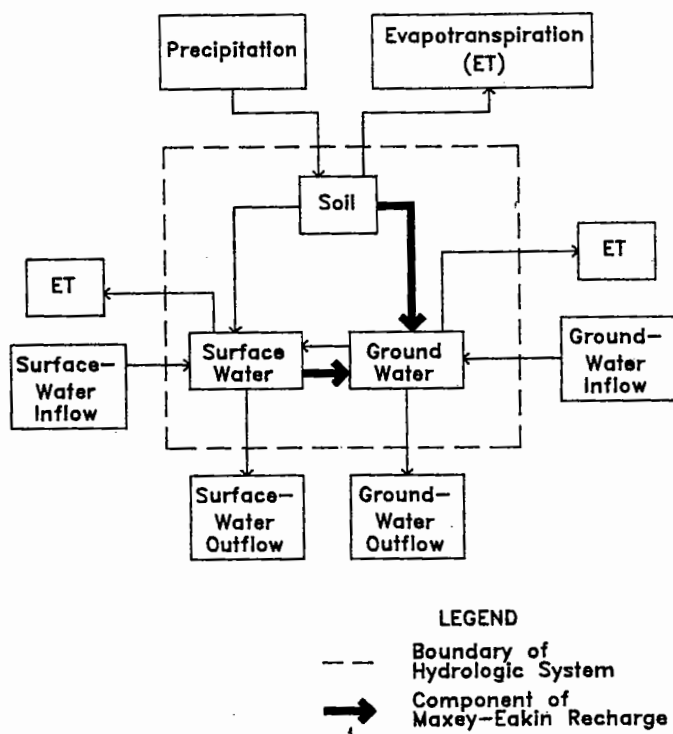 Precipitation
Evapotranspiration
(ET)
Soil
ET
ET
Surface
Water
Ground
Water
Surface—
Water
Inflow
Ground—
Water
Inflow
Surface—
Water
Outflow
Ground—
Water
Outflow
LEGEND
Boundary of
Hydrologic System
Component of
Maxey—Eakin Recharge